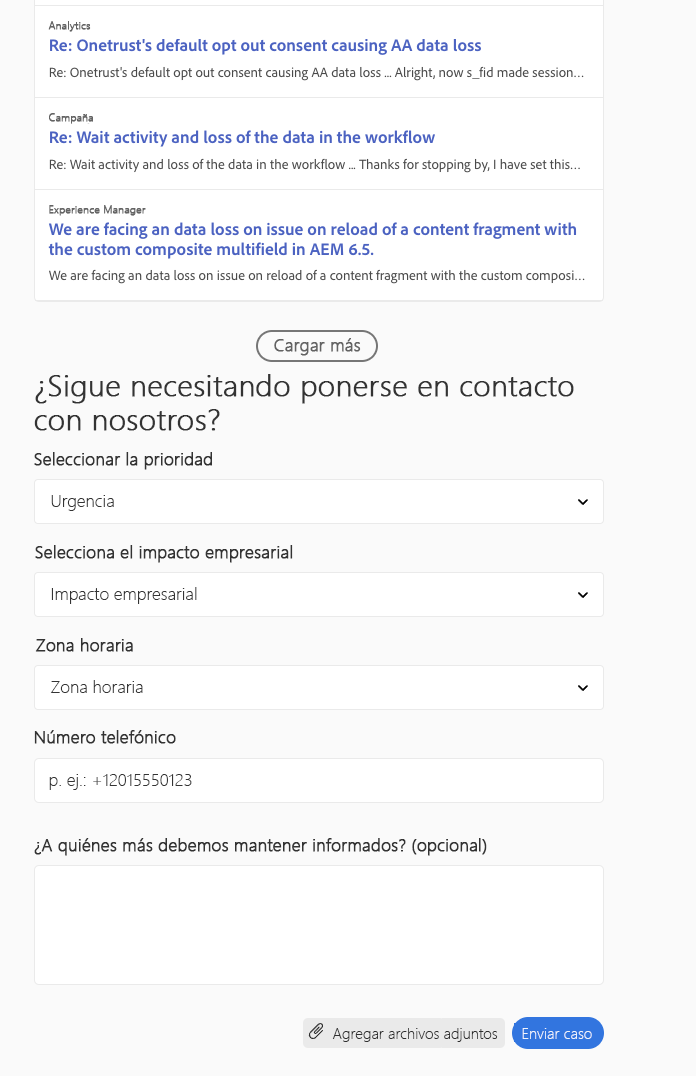 Analytics
Re: Onetrust's default opt out consent causing AA data loss
Re: Onetrust's default opt out consent causing AA data loss ... Alright, now s_fid made session...
Campaña
Re: Wait activity and loss of the data in the workflow
Re: Wait activity and loss of the data in the workflow ... Thanks for stopping by, I have set this...
Experience Manager
We are facing an data loss on issue on reload of a content fragment with
the custom composite multifield in AEM 6.5.
We are facing an data loss on issue on reload of a content fragment with the custom composi...
Cargar más
¿Sigue necesitando ponerse en contacto
con nosotros?
Seleccionar la prioridad
Urgencia
Selecciona el impacto empresarial
Impacto empresarial
Zona horaria
Zona horaria
Número telefónico
p. ej.: +12015550123
¿A quiénes más debemos mantener informados? (opcional)
Agregar archivos adjuntos
Enviar caso